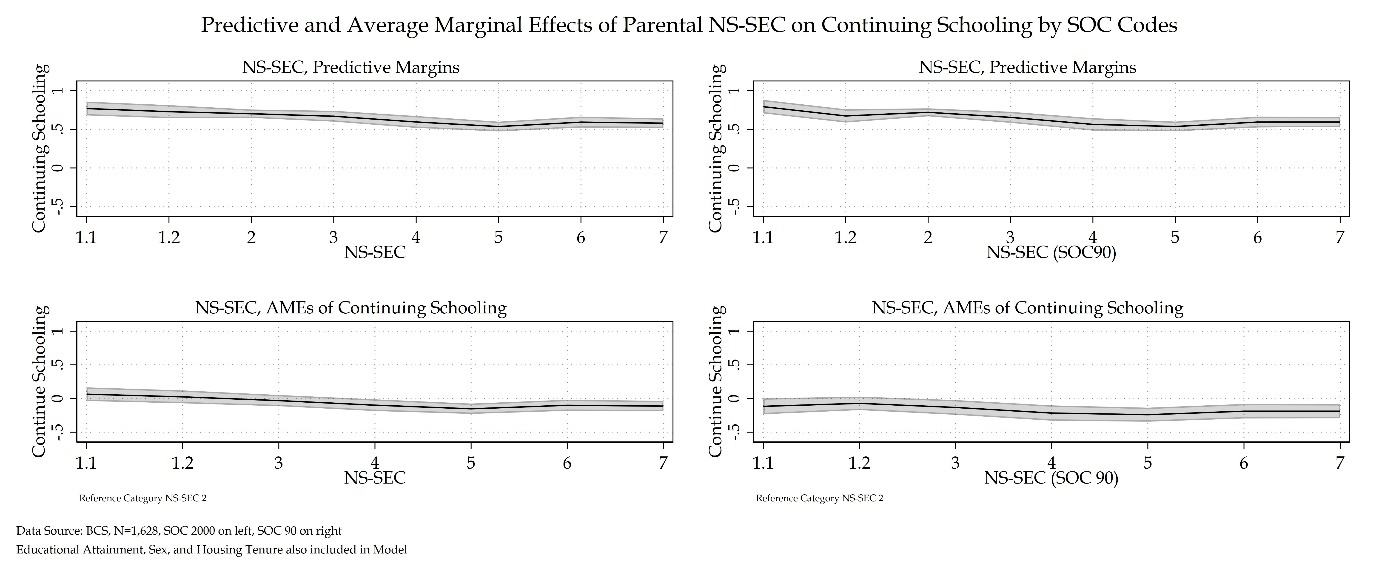 Predictive and Average Marginal Effects of Parental NS-SEC on Continuing Schooling by SOC Codes
NS-SEC, Predictive Margins
Continuing Schooling
1
.5
0
-.5
1.1 1.2 2 3 4 5 6 7
NS-SEC
NS-SEC, Predictive Margins
Continuing Schooling
1
.5
0
-.5
1.1 1.2 2 3 4 5 6 7
NS-SEC (SOC90)
NS-SEC, AMEs of Continuing Schooling
Continue Schooling
1
.5
0
-.5
1.1 1.2 3 4 5 6 7
NS-SEC
Reference Category NS-SEC 2
NS-SEC, AMEs of Continuing Schooling
Continue Schooling
1
.5
0
-.5
1.1 1.2 3 4 5 6 7
NS-SEC (SOC 90)
Reference Category NS-SEC 2
Data Source: BCS, N=1,628, SOC 2000 on left, SOC 90 on right
Educational Attainment, Sex, and Housing Tenure also included in Model